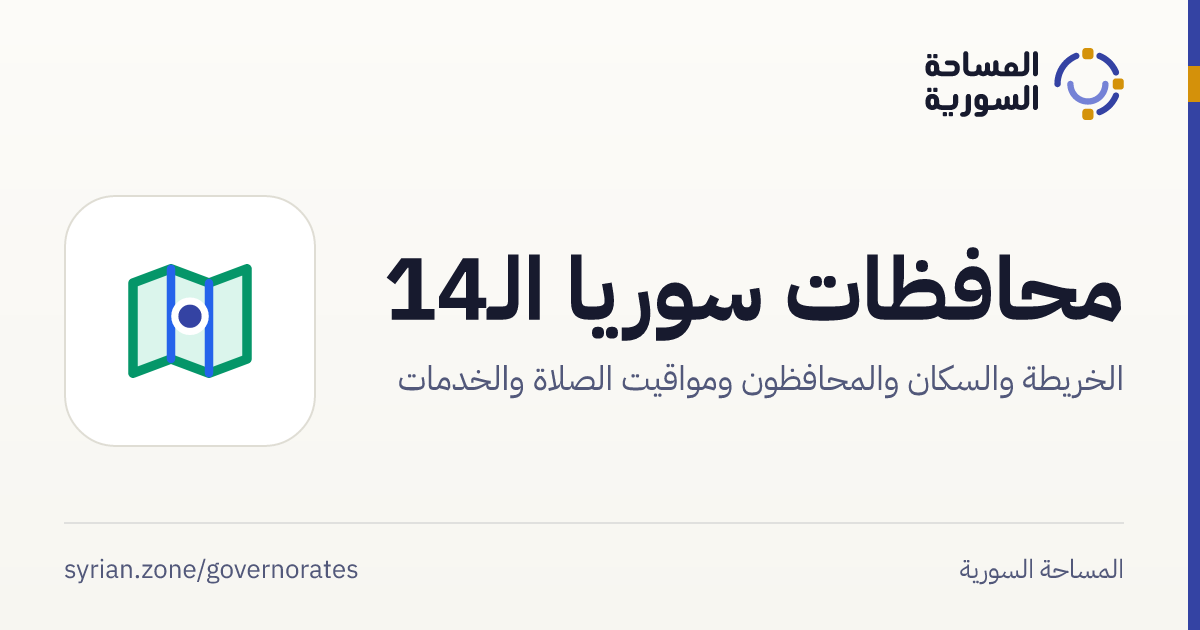 المساحة
السورية
محافظات سوريا الـ14
الخريطة والسكان والمحافظون ومواقيت الصلاة والخدمات
المساحة السورية
syrian.zone/governorates